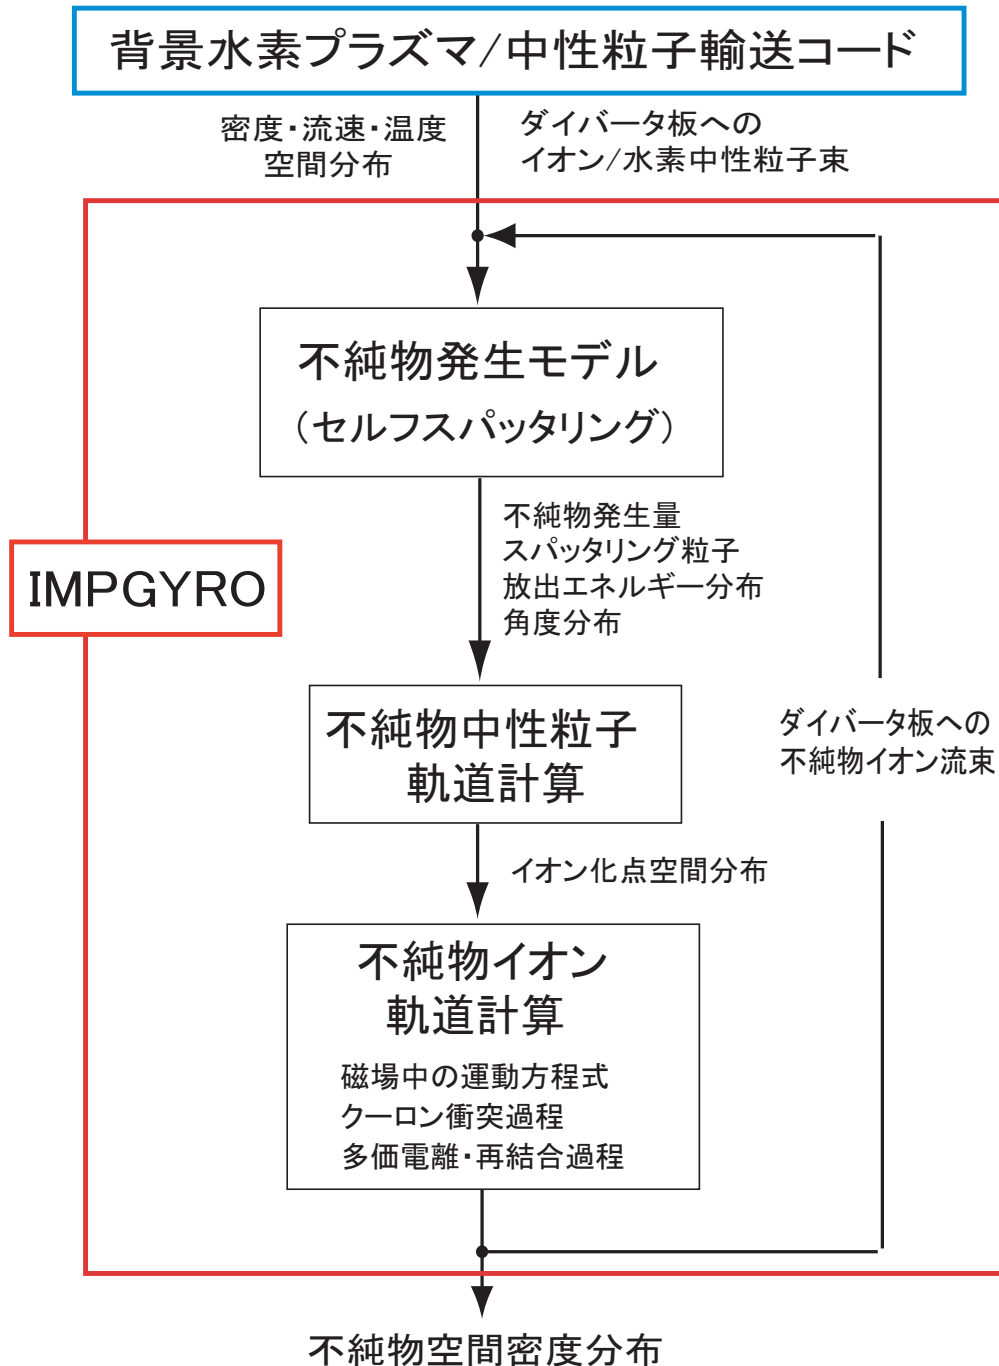 背景水素プラズマ/中性粒子輸送コード
密度・流速・温度
空間分布
ダイバータ板への
イオン/水素中性粒子束
不純物発生モデル
（セルフスパッタリング）
不純物発生量
スパッタリング粒子
放出エネルギー分布
角度分布
IMPGYRO
不純物中性粒子
軌道計算
ダイバータ板への
不純物イオン流束
イオン化点空間分布
不純物イオン
軌道計算
磁場中の運動方程式
クーロン衝突過程
多価電離・再結合過程
不純物空間密度分布